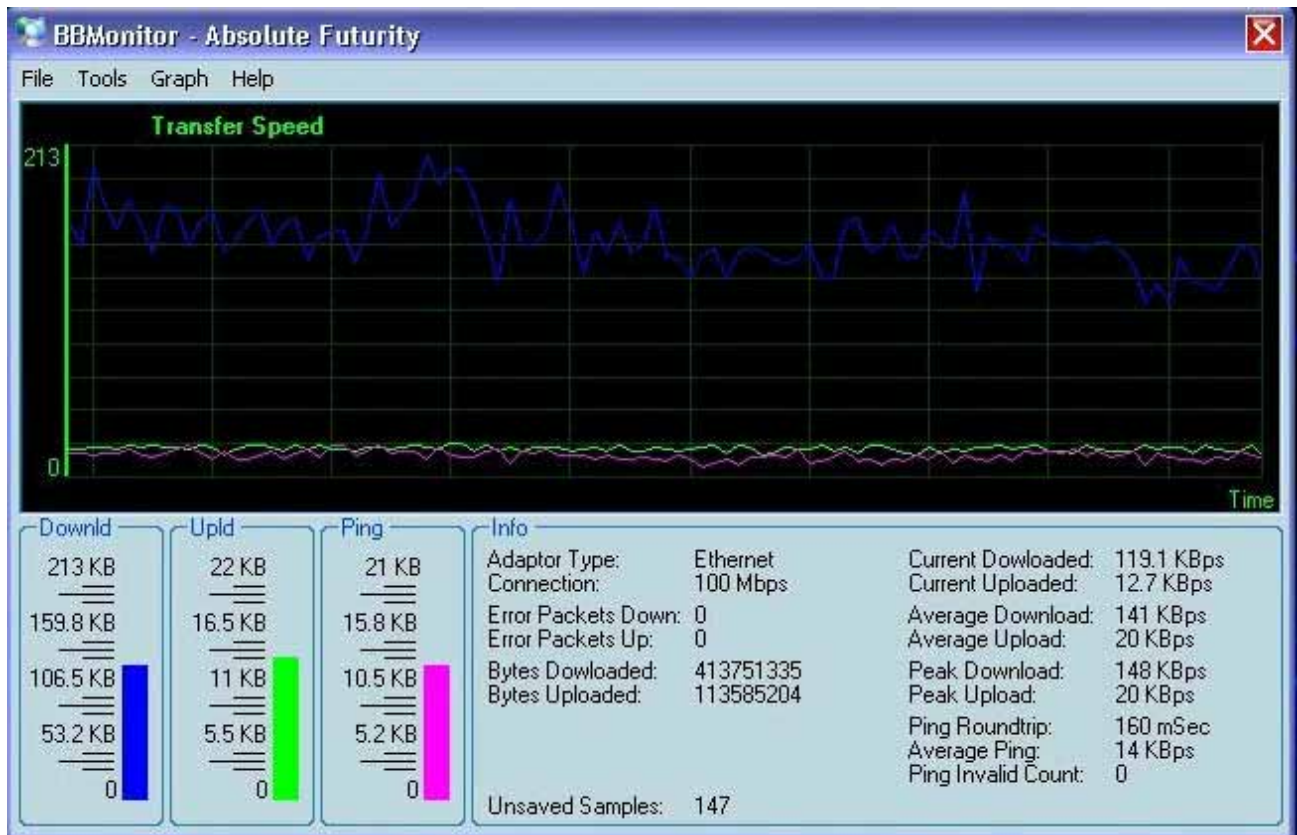 BBMonitor - Absolute Futurity
File Tools Graph Help
Transfer Speed
213
0
Time
Downld
213 KB
159.8 KB
106.5 KB
53.2 KB
0
Upld
22 KB
16.5 KB
11 KB
5.5 KB
0
Ping
21 KB
15.8 KB
10.5 KB
5.2 KB
0
Info
Adaptor Type: Ethernet
Connection: 100 Mbps
Error Packets Down: 0
Error Packets Up: 0
Bytes Dowloaded: 413751335
Bytes Uploaded: 113585204
Unsaved Samples: 147
Current Dowloaded: 119.1 KBps
Current Uploaded: 12.7 KBps
Average Download: 141 KBps
Average Upload: 20 KBps
Peak Download: 148 KBps
Peak Upload: 20 KBps
Ping Roundtrip: 160 mSec
Average Ping: 14 KBps
Ping Invalid Count: 0